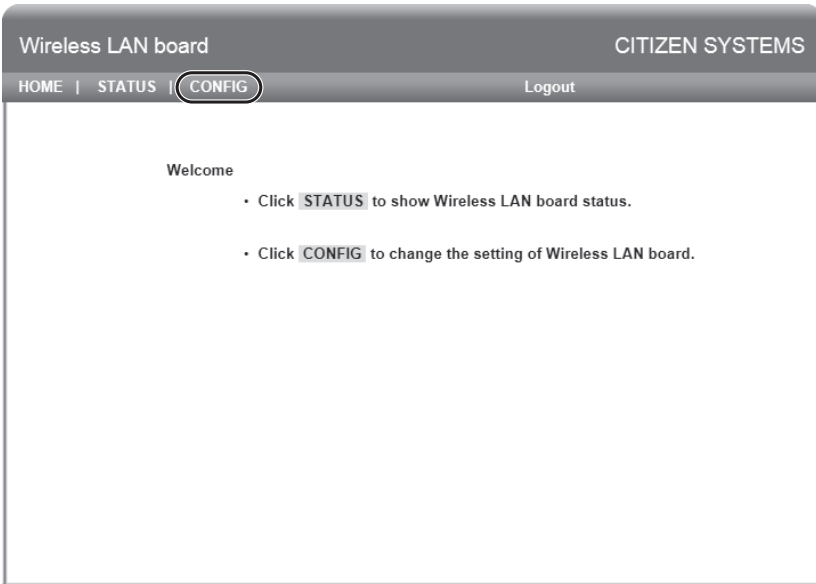 Wireless LAN board CITIZEN SYSTEMS
HOME | STATUS | CONFIG Logout
Welcome
• Click STATUS to show Wireless LAN board status.
• Click CONFIG to change the setting of Wireless LAN board.